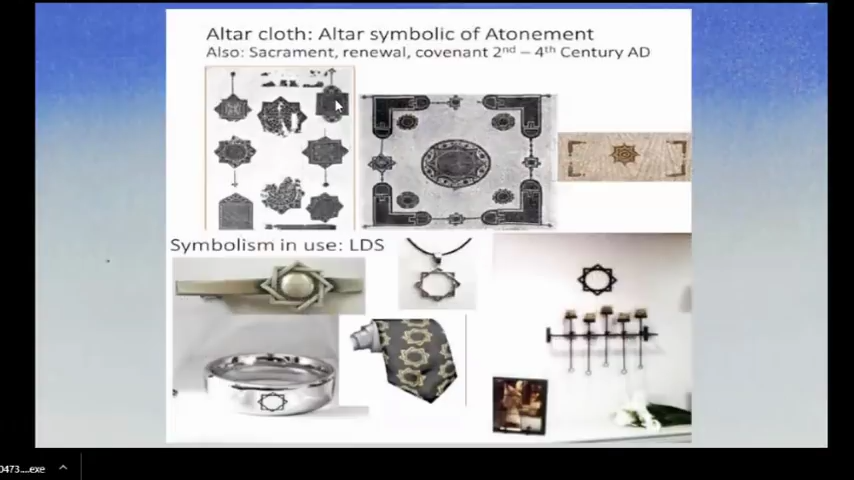 Altar cloth: Altar symbolic of Atonement
Also: Sacrament, renewal, covenant 2nd – 4th Century AD
Symbolism in use: LDS
0473....exe